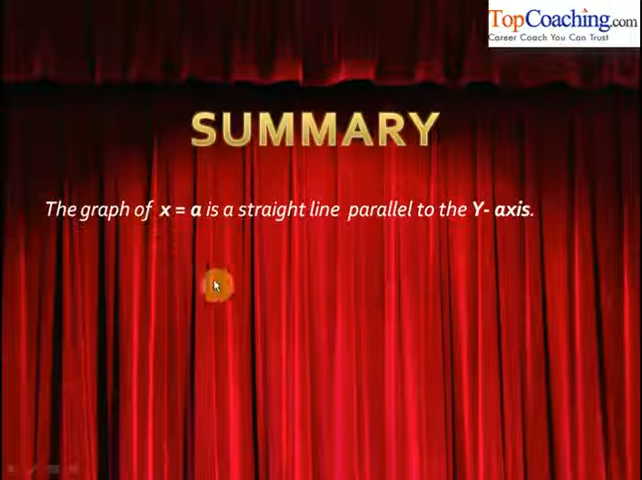 TopCoaching.com
Career Coach You Can Trust
SUMMARY
The graph of x = a is a straight line parallel to the Y- axis.